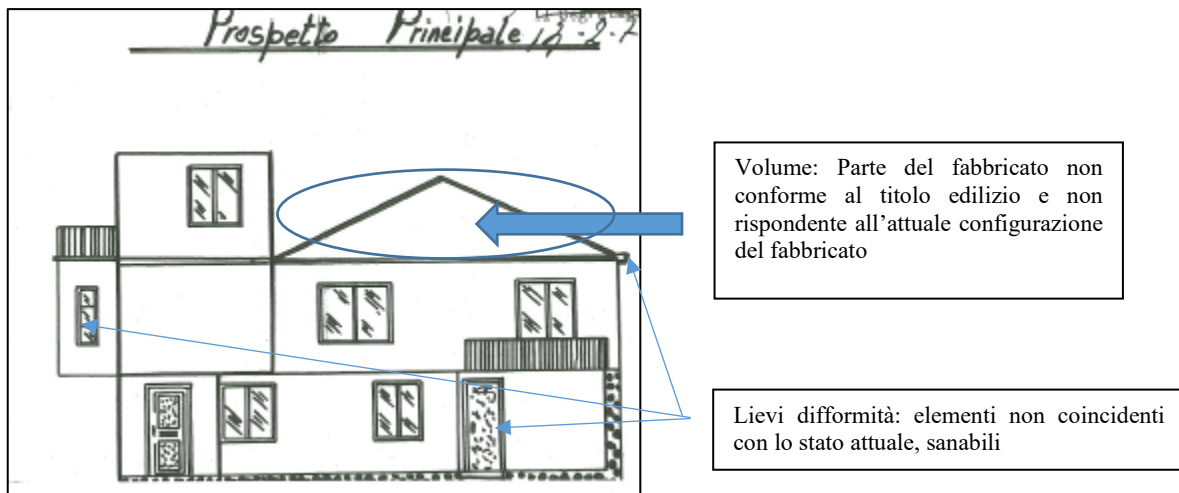 Prospetto Principale
Volume: Parte del fabbricato non
conforme al titolo edilizio e non
rispondente all’attuale configurazione
del fabbricato
Lievi difformità: elementi non coincidenti
con lo stato attuale, sanabili